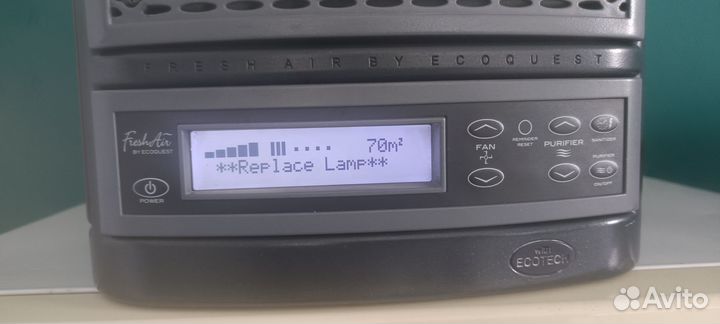 FRESH AIR BY ECOQUEST
FreshAir
BY ECOQUEST
70m²
**Replace Lamp**
POWER
FAN
REMINDER
RESET
PURIFIER
SANITIZER
PURIFIER
ON/OFF
WITH
ECOTECH
Avito